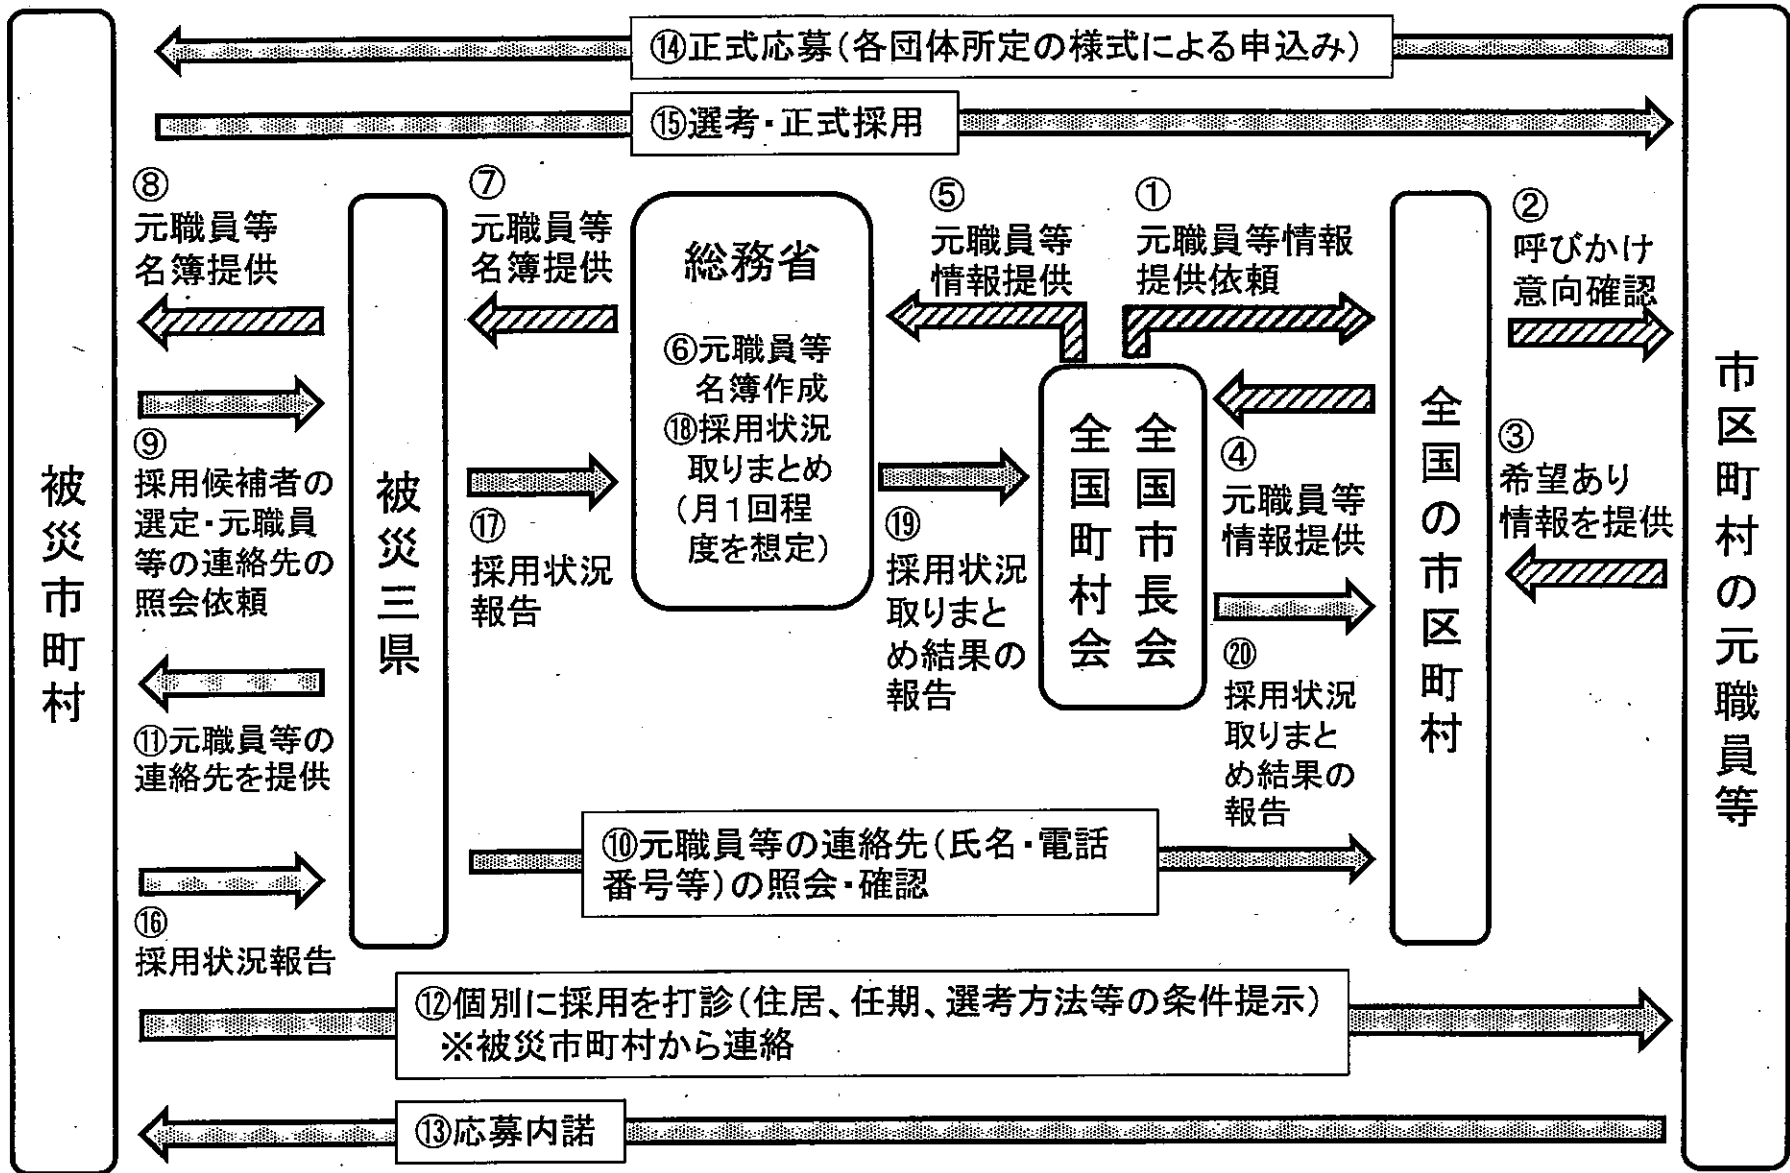 ⑭正式応募(各団体所定の様式による申込み)
⑮選考・正式採用
⑧
元職員等
名簿提供
⑦
元職員等
名簿提供
総務省
⑥元職員等
名簿作成
⑱採用状況
取りまとめ
(月1回程
度を想定)
⑤
元職員等
情報提供
①
元職員等情報
提供依頼
②
呼びかけ
意向確認
被災市町村
⑨
採用候補者の
選定・元職員
等の連絡先の
照会依頼
被災三県
⑰
採用状況
報告
⑲
採用状況
取りまと
め結果の
報告
全国市長会
全国町村会
④
元職員等
情報提供
全国の市区町村
③
希望あり
情報を提供
市区町村の元職員等
⑪元職員等の
連絡先を提供
⑳
採用状況
取りまと
め結果の
報告
⑩元職員等の連絡先(氏名・電話
番号等)の照会・確認
⑯
採用状況報告
⑫個別に採用を打診(住居、任期、選考方法等の条件提示)
※被災市町村から連絡
⑬応募内諾